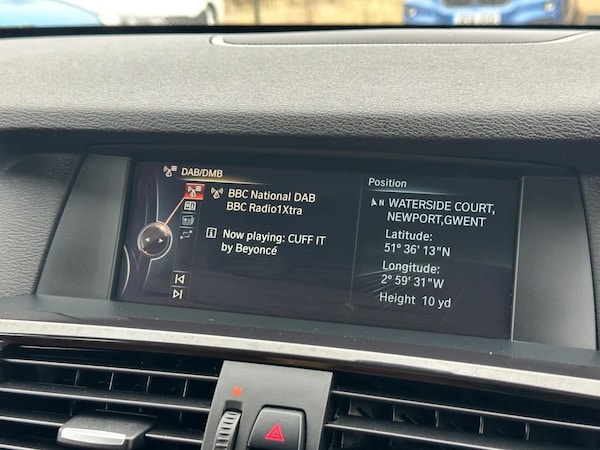 DAB/DMB
BBC National DAB
BBC Radio1Xtra
Now playing: CUFF IT
by Beyoncé
Position
N WATERSIDE COURT,
NEWPORT,GWENT
Latitude:
51° 36' 13"N
Longitude:
2° 59' 31"W
Height 10 yd